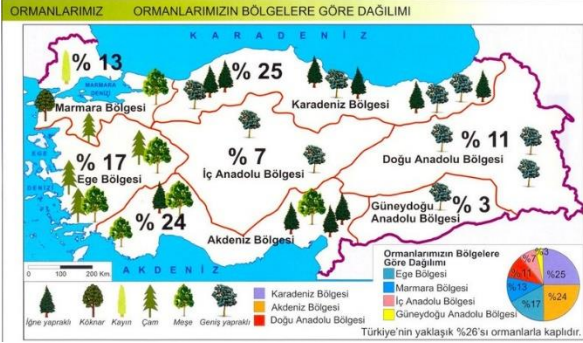 ORMANLARIMIZ ORMANLARIMIZIN BÖLGELERE GÖRE DAĞILIMI
KARADENİZ
% 13
MARMARA
DENİZİ
Marmara Bölgesi
% 25
Karadeniz Bölgesi
EGE
DENİZİ
% 17
Ege Bölgesi
% 7
İç Anadolu Bölgesi
% 11
Doğu Anadolu Bölgesi
% 24
Akdeniz Bölgesi
Güneydoğu
Anadolu Bölgesi
% 3
0 100 200 Km.
AKDENİZ
İğne yapraklı
Köknar
Kayın
Çam
Meşe
Geniş yapraklı
Karadeniz Bölgesi
Akdeniz Bölgesi
Doğu Anadolu Bölgesi
Ormanlarımızın Bölgelere
Göre Dağılımı
Ege Bölgesi
Marmara Bölgesi
İç Anadolu Bölgesi
Güneydoğu Anadolu Bölgesi
%3
%7
%11
%13
%17
%25
%24
Türkiye'nin yaklaşık %26'sı ormanlarla kaplıdır.